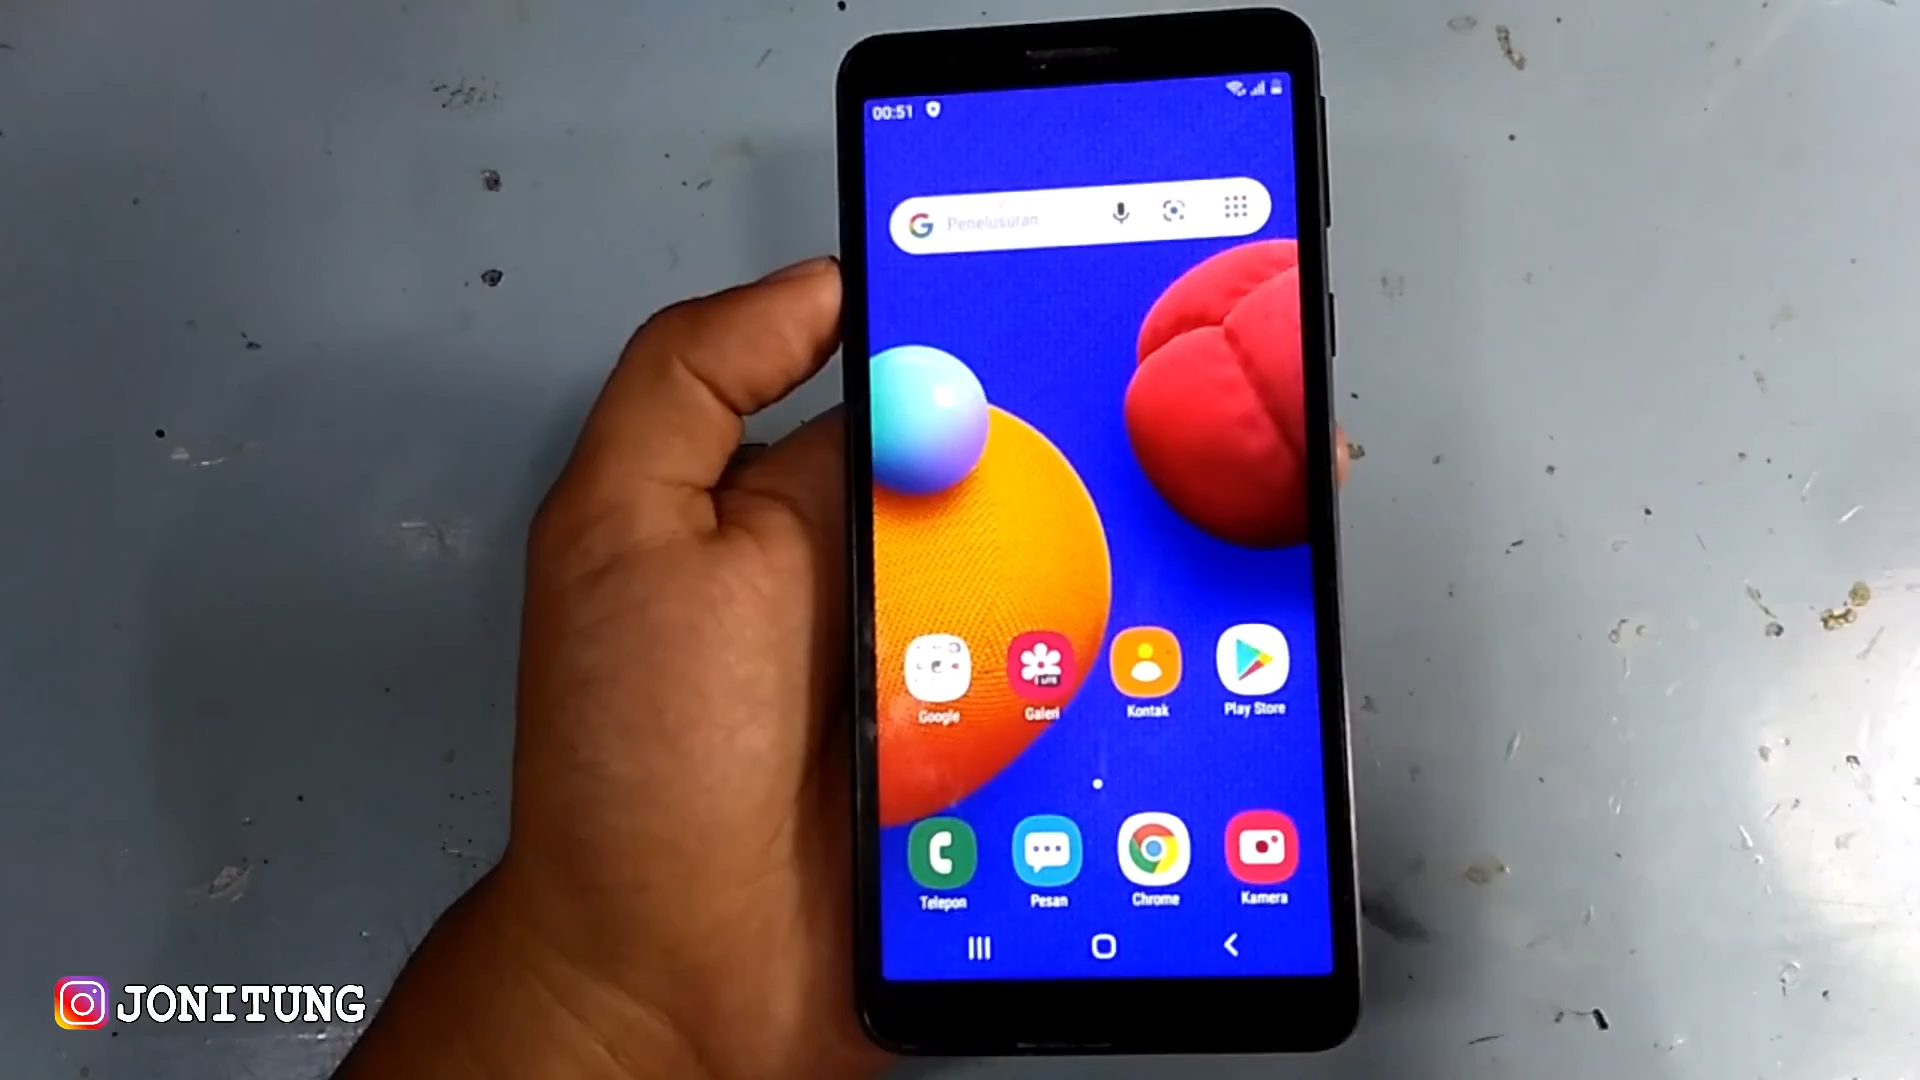 00:51
Penelusuran
Google
Galeri
Kontak
Play Store
Telepon
Pesan
Chrome
Kamera
JONITUNG